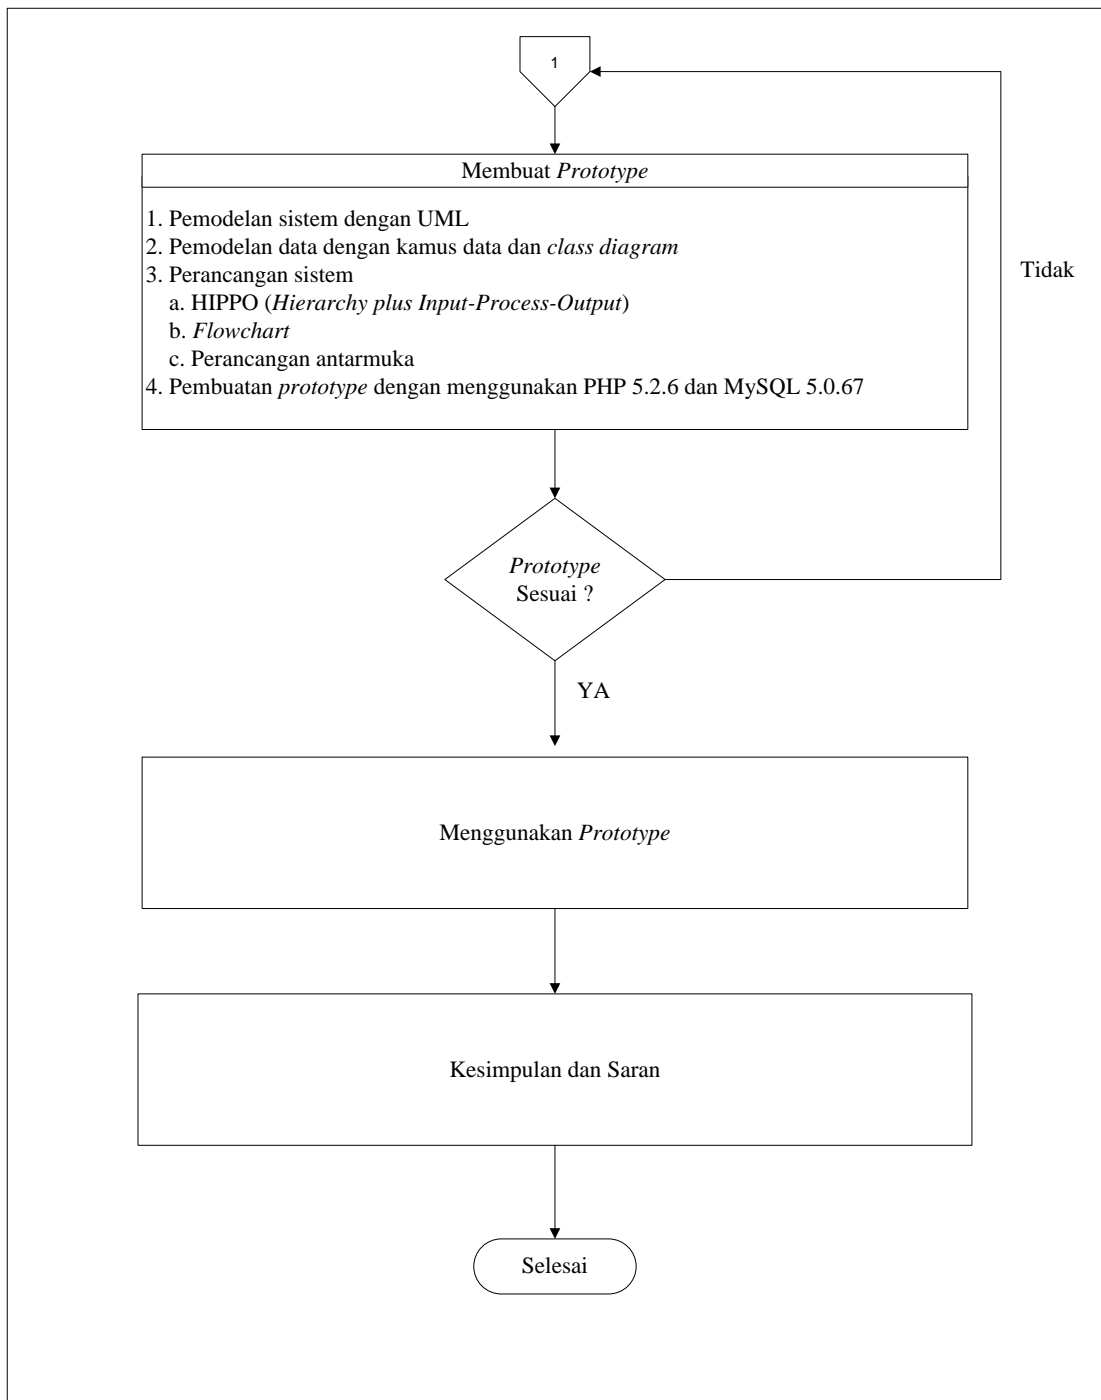 1
Membuat Prototype
1. Pemodelan sistem dengan UML
2. Pemodelan data dengan kamus data dan class diagram
3. Perancangan sistem
a. HIPPO (Hierarchy plus Input-Process-Output)
b. Flowchart
c. Perancangan antarmuka
4. Pembuatan prototype dengan menggunakan PHP 5.2.6 dan MySQL 5.0.67
Tidak
Prototype
Sesuai ?
YA
Menggunakan Prototype
Kesimpulan dan Saran
Selesai